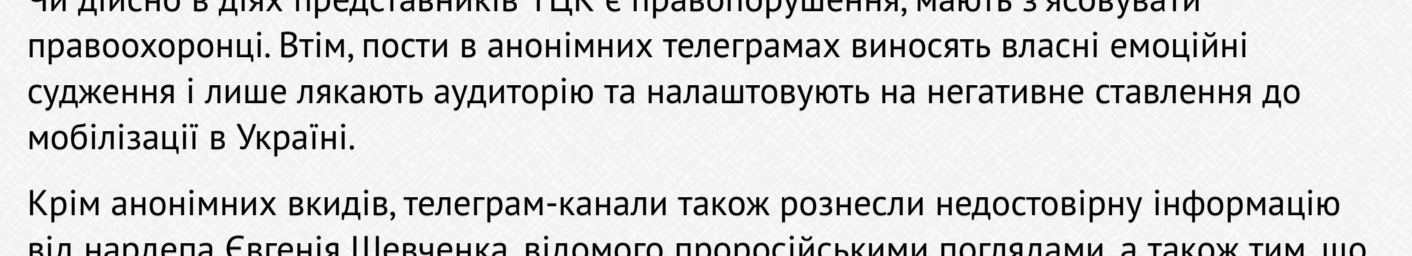 Чи дійсно в діях представників ТЦК є правопорушення, мають з'ясовувати
правоохоронці. Втім, пости в анонімних телеграмах виносять власні емоційні
судження і лише лякають аудиторію та налаштовують на негативне ставлення до
мобілізації в Україні.
Крім анонімних вкидів, телеграм-канали також рознесли недостовірну інформацію
від нардепа Євгенія Шевченка, відомого проросійськими поглядами, а також тим, що